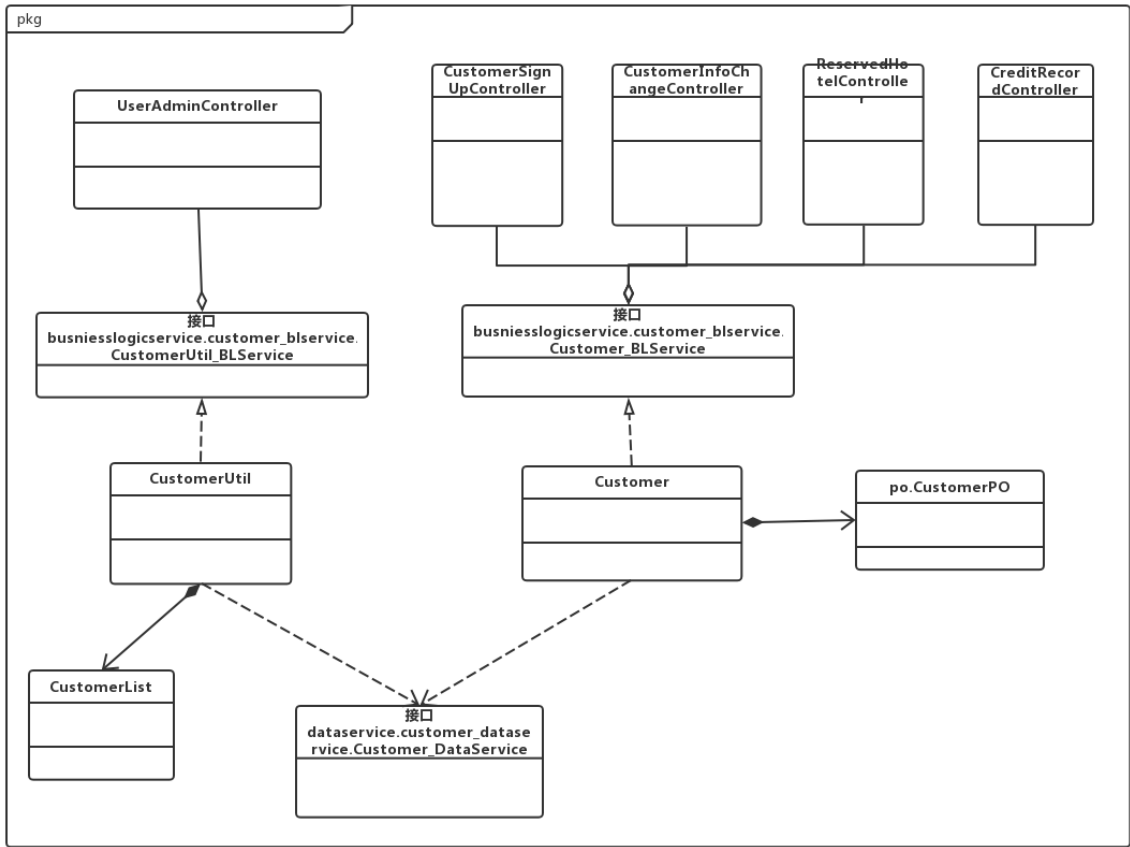 pkg
UserAdminController
CustomerSign
UpController
CustomerInfoCh
angeController
ReservedHo
telControlle
r
CreditRecor
dController
接口
busniesslogicservice.customer_blservice.
CustomerUtil_BLService
接口
busniesslogicservice.customer_blservice.
Customer_BLService
CustomerUtil
Customer
po.CustomerPO
CustomerList
接口
dataservice.customer_datase
rvice.Customer_DataService